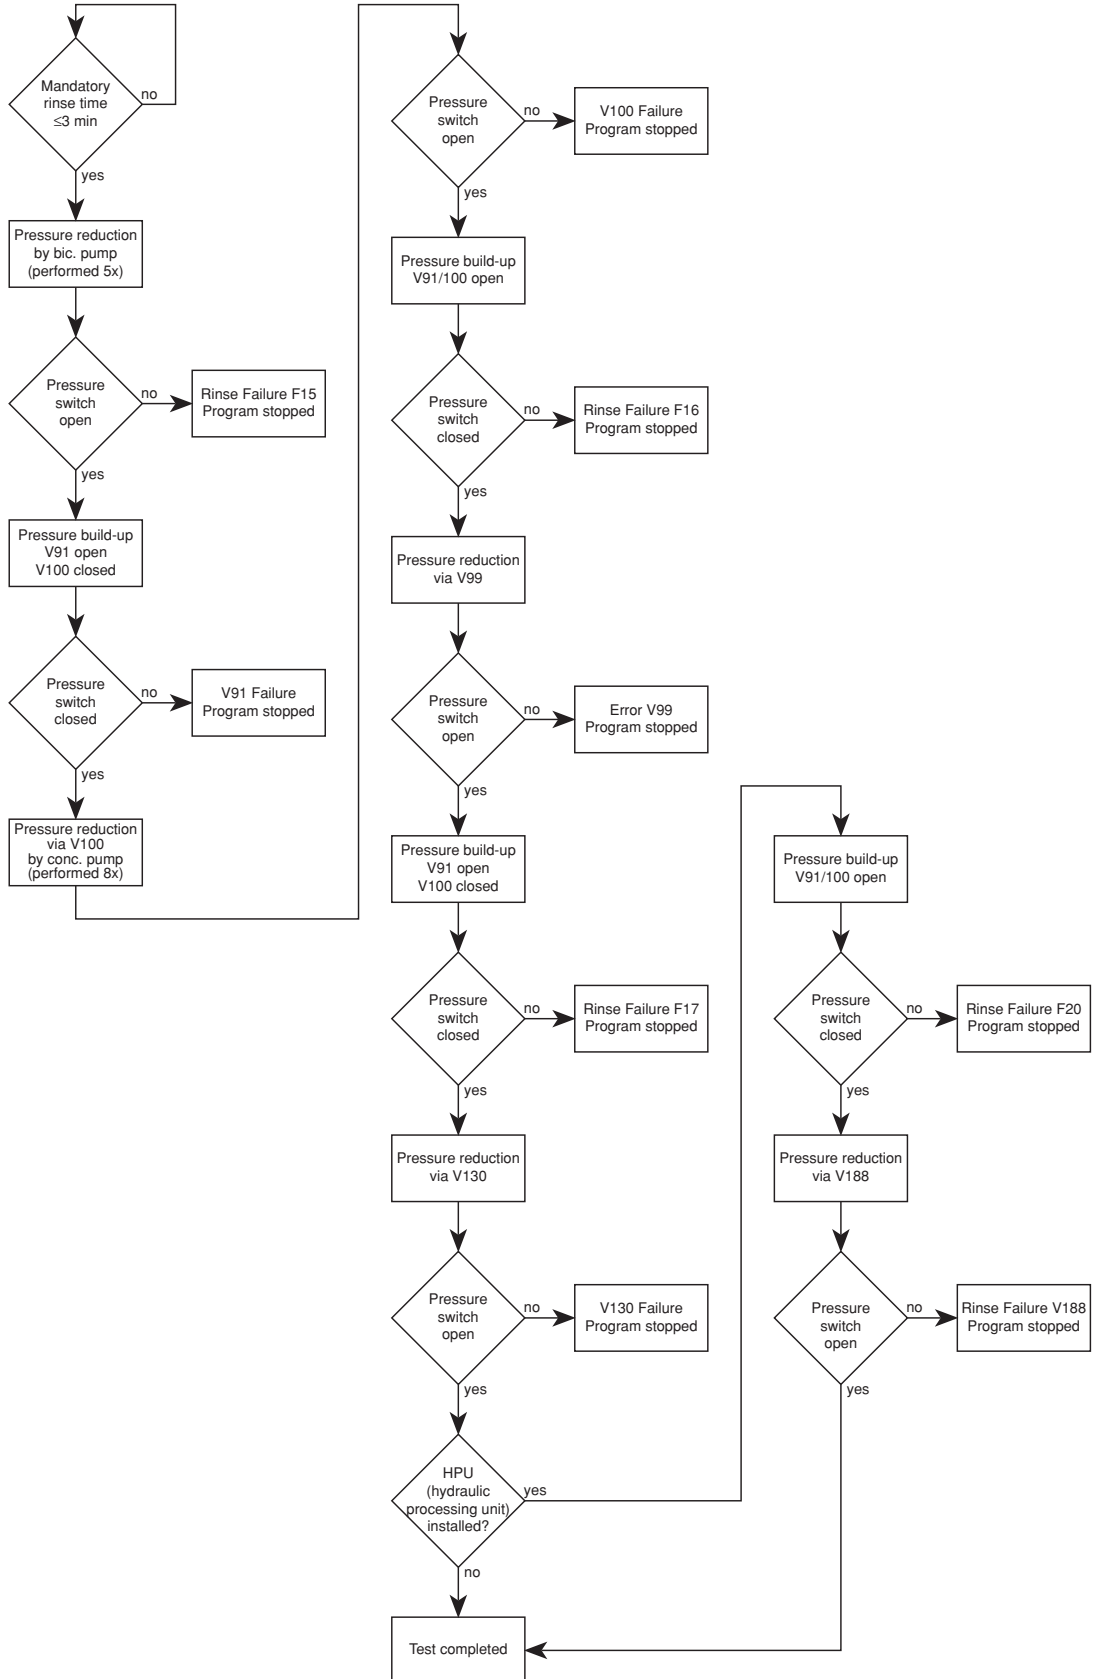 Mandatory
rinse time
≤3 min
no
yes
Pressure reduction
by bic. pump
(performed 5x)
Pressure
switch
open
no
Rinse Failure F15
Program stopped
yes
Pressure build-up
V91 open
V100 closed
Pressure
switch
closed
no
V91 Failure
Program stopped
yes
Pressure reduction
via V100
by conc. pump
(performed 8x)
Pressure
switch
open
no
V100 Failure
Program stopped
yes
Pressure build-up
V91/100 open
Pressure
switch
closed
no
Rinse Failure F16
Program stopped
yes
Pressure reduction
via V99
Pressure
switch
open
no
Error V99
Program stopped
yes
Pressure build-up
V91 open
V100 closed
Pressure
switch
closed
no
Rinse Failure F17
Program stopped
yes
Pressure reduction
via V130
Pressure
switch
open
no
V130 Failure
Program stopped
yes
HPU
(hydraulic
processing unit)
installed?
yes
no
Pressure build-up
V91/100 open
Pressure
switch
closed
no
Rinse Failure F20
Program stopped
yes
Pressure reduction
via V188
Pressure
switch
open
no
Rinse Failure V188
Program stopped
yes
Test completed